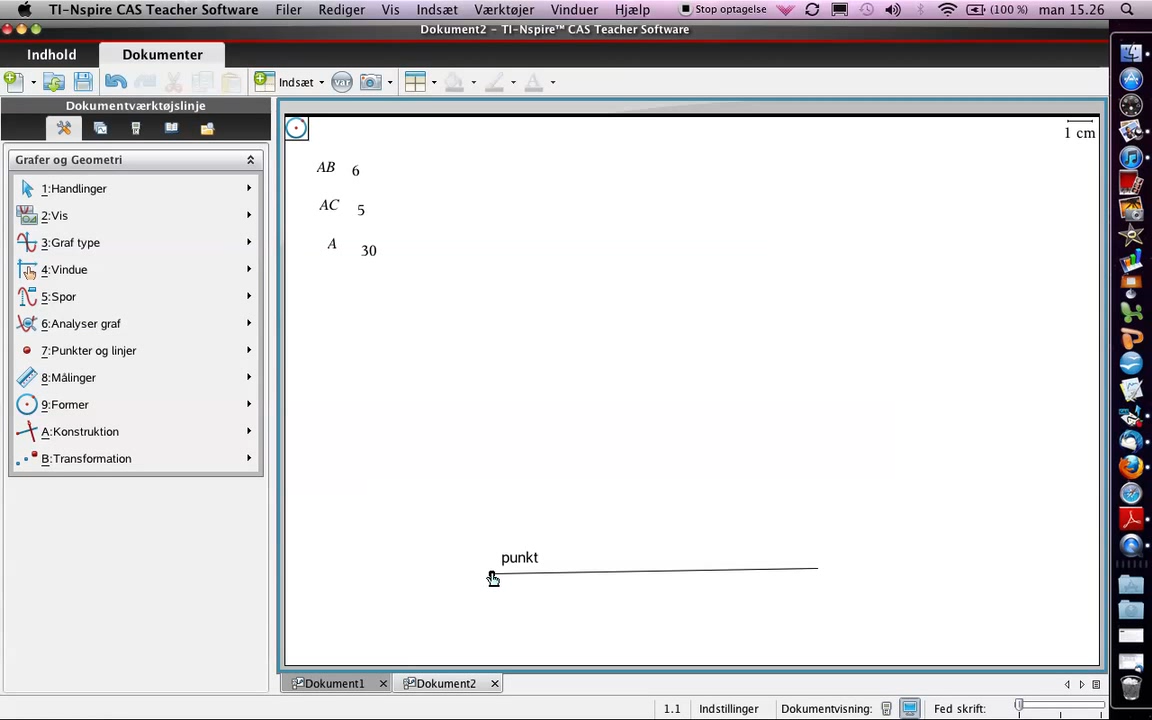 TI-Nspire CAS Teacher Software Filer Rediger Vis Indsæt Værktøjer Vinduer Hjælp Stop optagelse (100 %) man 15.26
Dokument2 – TI-Nspire™ CAS Teacher Software
Indhold Dokumenter
Indsæt var
Dokumentværktøjslinje
Grafer og Geometri
1:Handlinger
2:Vis
3:Graf type
4:Vindue
5:Spor
6:Analyser graf
7:Punkter og linjer
8:Målinger
9:Former
A:Konstruktion
B:Transformation
1 cm
AB 6
AC 5
A 30
punkt
Dokument1 Dokument2
1.1 Indstillinger Dokumentvisning: Fed skrift: